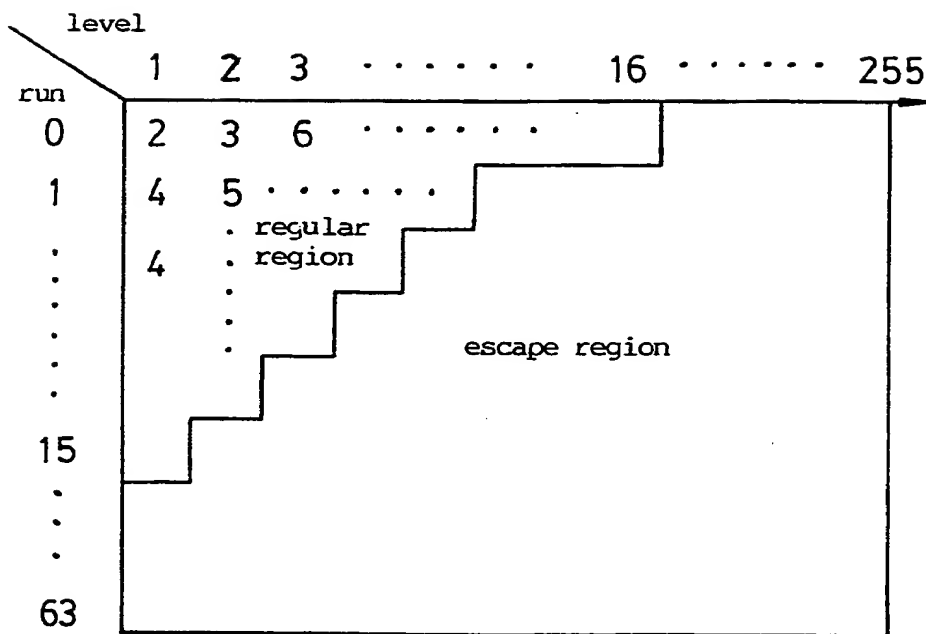 level
1 2 3 · · · · · · 16 · · · · · · 255
run
0 2 3 6 · · · · · ·
1 4 5 · · · · · ·
regular
4 region
escape region
15
63